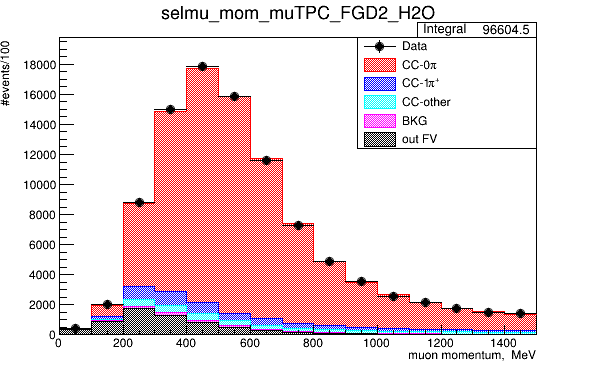 selmu_mom_muTPC_FGD2_H2O
Integral 96604.5
Data
CC-0π
CC-1π⁺
CC-other
BKG
out FV
#events/100
18000
16000
14000
12000
10000
8000
6000
4000
2000
0
0 200 400 600 800 1000 1200 1400
muon momentum, MeV